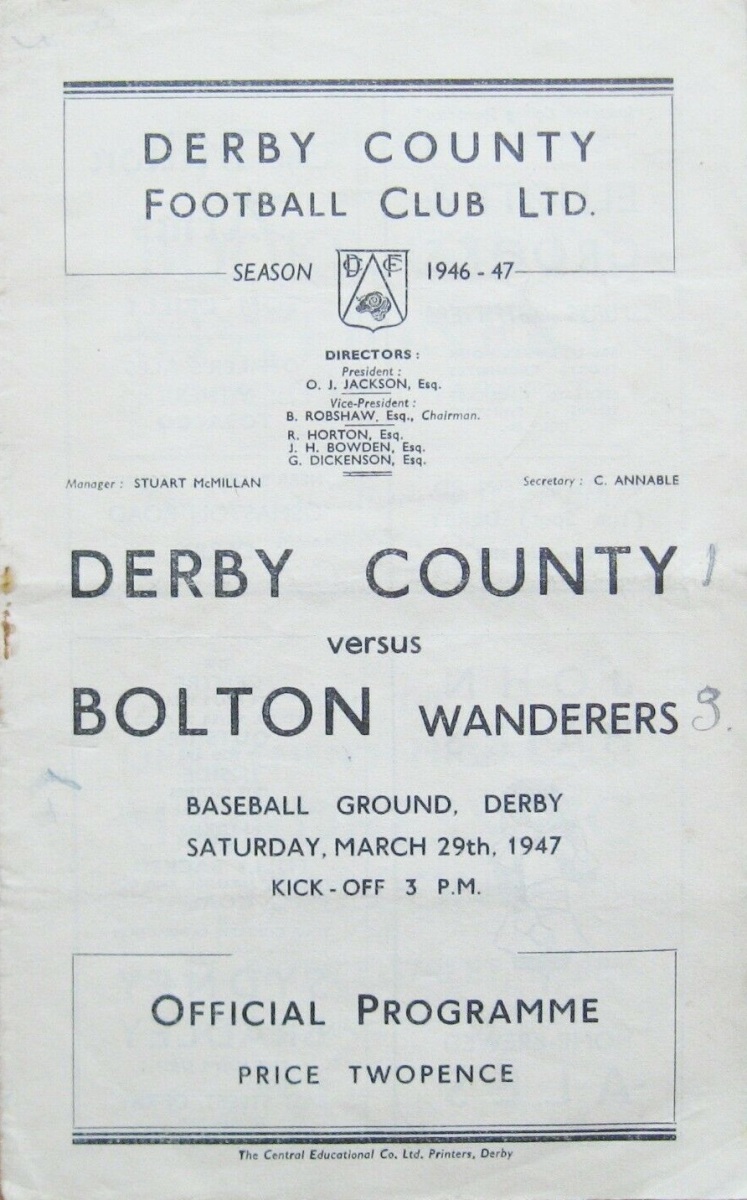 DERBY COUNTY
FOOTBALL CLUB LTD.
SEASON DCFC 1946 - 47
DIRECTORS :
President :
O. J. JACKSON, Esq.
Vice-President :
B. ROBSHAW, Esq., Chairman.
R. HORTON, Esq.
J. H. BOWDEN, Esq.
G. DICKENSON, Esq.
Manager : STUART McMILLAN Secretary : C. ANNABLE
DERBY COUNTY 1
versus
BOLTON WANDERERS 3.
BASEBALL GROUND, DERBY
SATURDAY, MARCH 29th, 1947
KICK - OFF 3 P.M.
OFFICIAL PROGRAMME
PRICE TWOPENCE
The Central Educational Co. Ltd. Printers, Derby